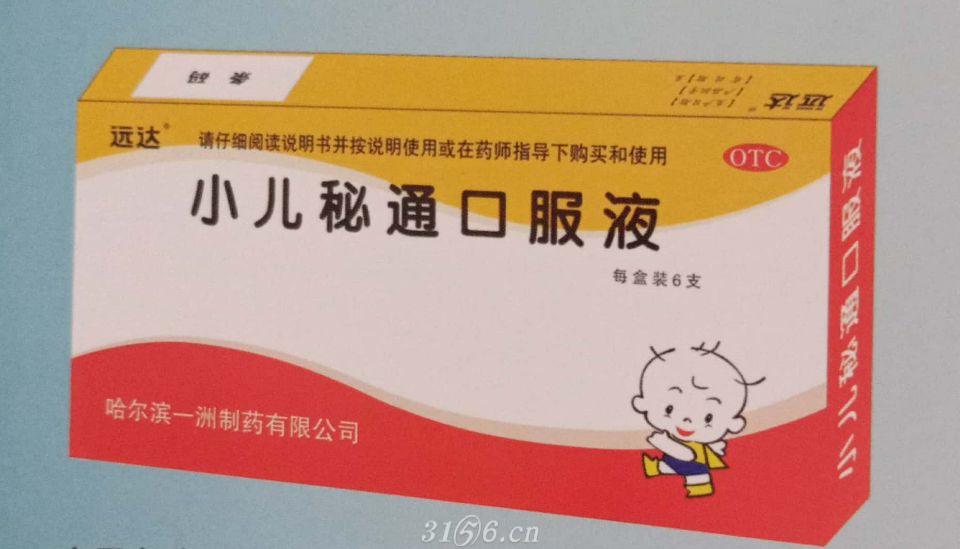 条码
远达
远达®
请仔细阅读说明书并按说明使用或在药师指导下购买和使用
OTC
小儿秘通口服液
每盒装6支
哈尔滨一洲制药有限公司
小儿秘通口服液
3156.cn